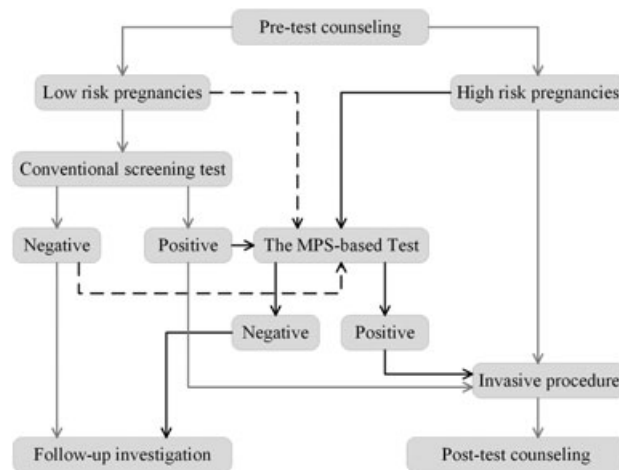 Pre-test counseling
Low risk pregnancies
High risk pregnancies
Conventional screening test
Negative
Positive
The MPS-based Test
Negative
Positive
Invasive procedure
Follow-up investigation
Post-test counseling